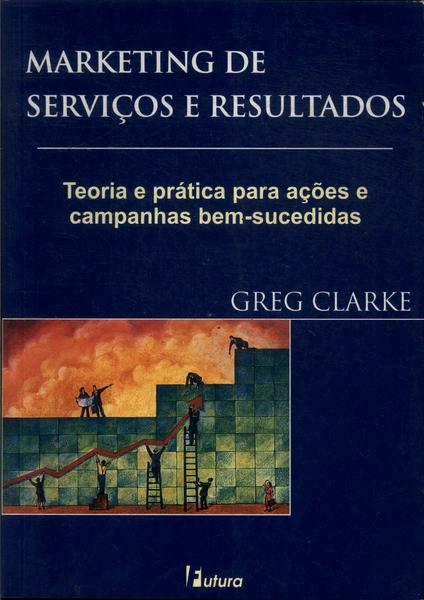 MARKETING DE
SERVIÇOS E RESULTADOS
Teoria e prática para ações e
campanhas bem-sucedidas
GREG CLARKE
Futura